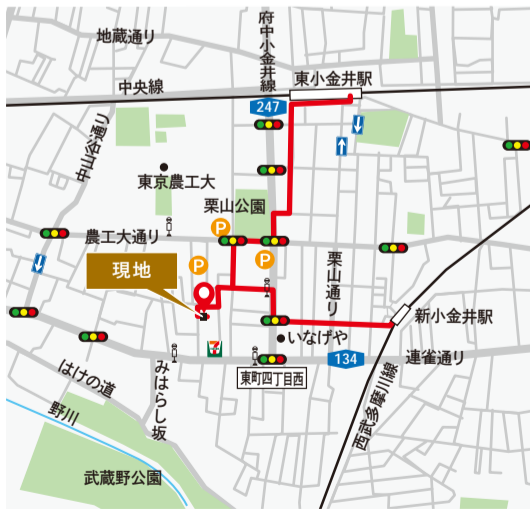 府中小金井線
地蔵通り
中央線
東小金井駅
247
中山谷通り
東京農工大
栗山公園
P
農工大通り
P
P
現地
栗山通り
新小金井駅
いなげや
7
134
連雀通り
東町四丁目西
はけの道
みはらし坂
西武多摩川線
野川
武蔵野公園